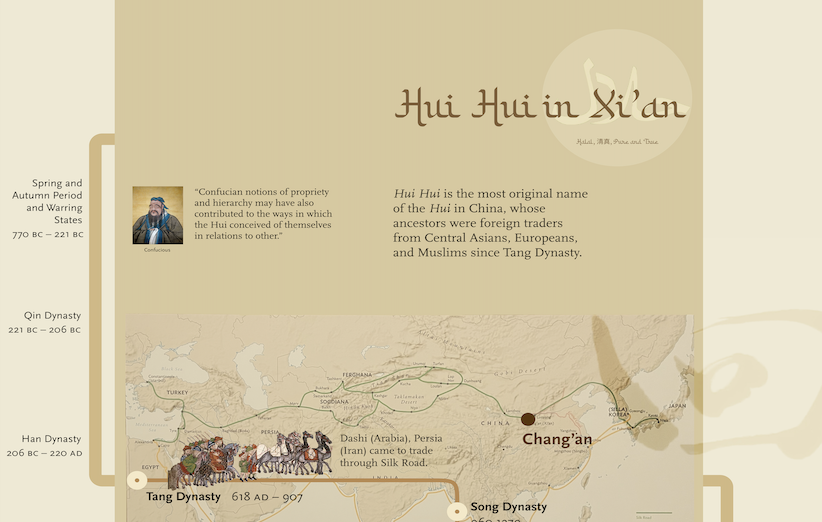 Hui Hui in Xi'an
Halal, 清真, Pure and True
Spring and
Autumn Period
and Warring
States
770 BC – 221 BC
"Confucian notions of propriety
and hierarchy may have also
contributed to the ways in which
the Hui conceived of themselves
in relations to other."
Confucious
Hui Hui is the most original name
of the Hui in China, whose
ancestors were foreign traders
from Central Asians, Europeans,
and Muslims since Tang Dynasty.
Qin Dynasty
221 BC – 206 BC
Han Dynasty
206 BC – 220 AD
TURKEY
FERGHANA
SOGDIANA
PERSIA
EGYPT
Taklamakan
Desert
Gobi Desert
CHINA
(SILLA)
KOREA
JAPAN
INDIA
Chang'an
Dashi (Arabia), Persia
(Iran) came to trade
through Silk Road.
Tang Dynasty 618 AD – 907
Song Dynasty
960-1279